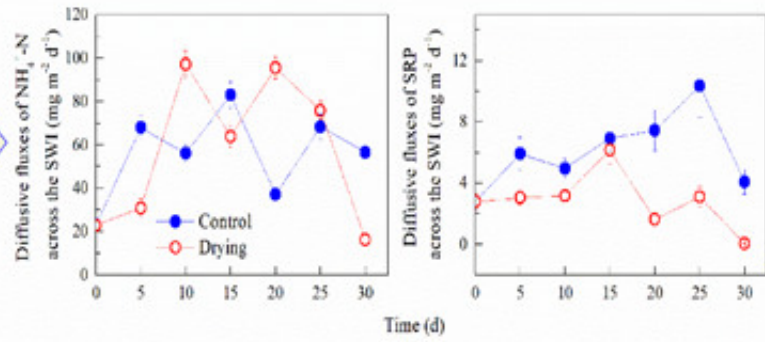 Diffusive fluxes of NH₄⁺-N
across the SWI (mg m⁻² d⁻¹)
120
100
80
60
40
20
0
Control
Drying
0 5 10 15 20 25 30
Diffusive fluxes of SRP
across the SWI (mg m⁻² d⁻¹)
12
8
4
0
0 5 10 15 20 25 30
Time (d)